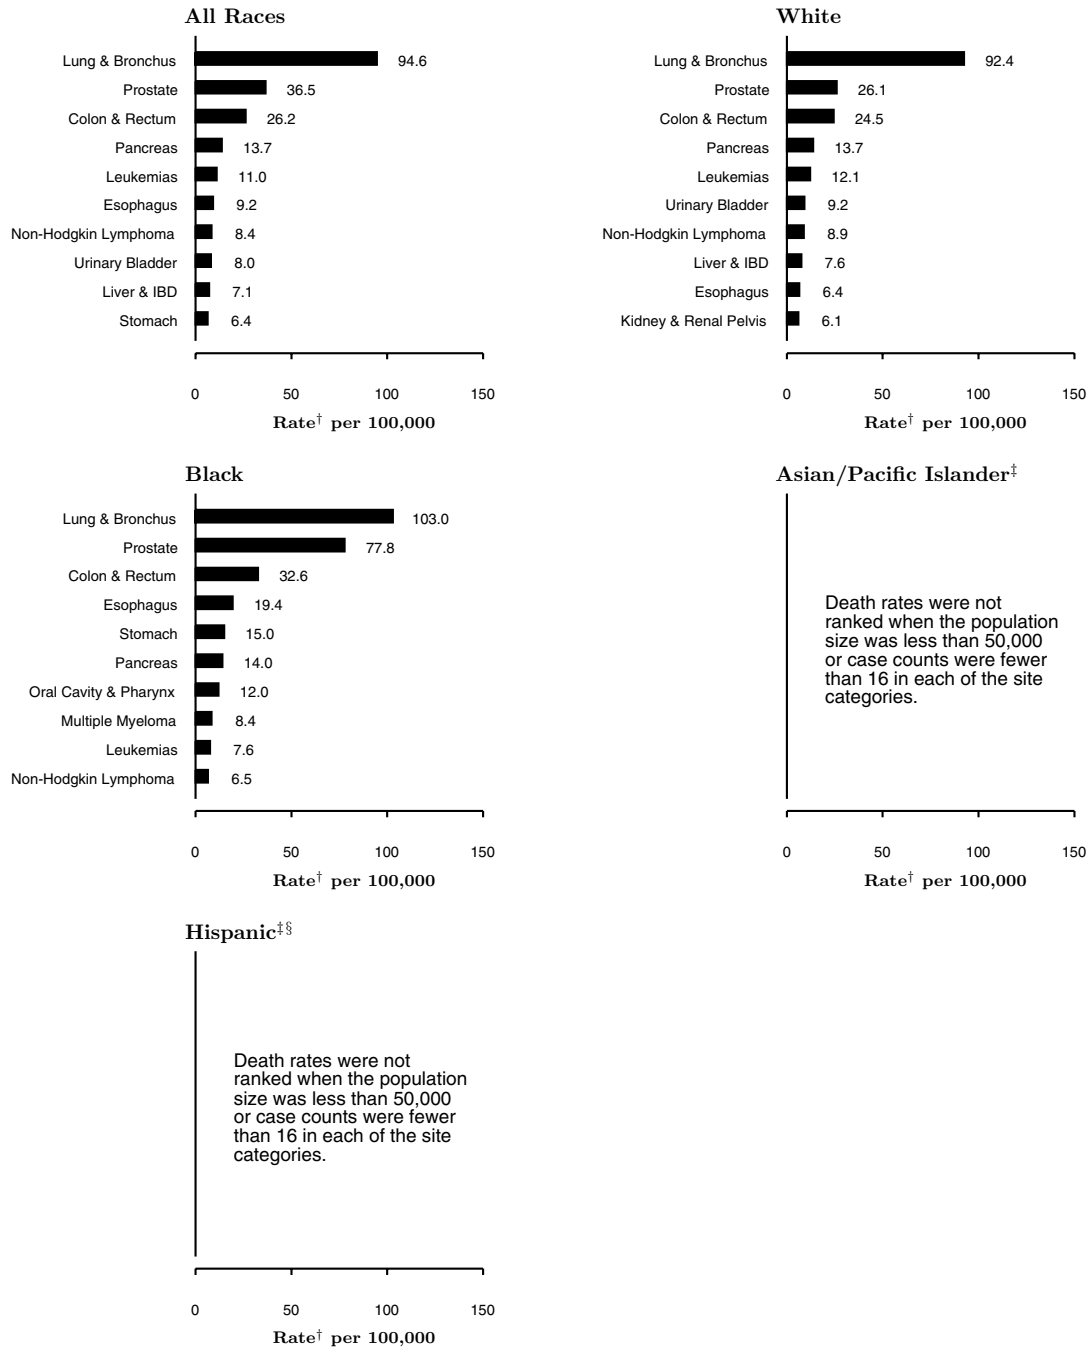 All Races
Lung & Bronchus 94.6
Prostate 36.5
Colon & Rectum 26.2
Pancreas 13.7
Leukemias 11.0
Esophagus 9.2
Non-Hodgkin Lymphoma 8.4
Urinary Bladder 8.0
Liver & IBD 7.1
Stomach 6.4
0 50 100 150
Rate† per 100,000
White
Lung & Bronchus 92.4
Prostate 26.1
Colon & Rectum 24.5
Pancreas 13.7
Leukemias 12.1
Urinary Bladder 9.2
Non-Hodgkin Lymphoma 8.9
Liver & IBD 7.6
Esophagus 6.4
Kidney & Renal Pelvis 6.1
0 50 100 150
Rate† per 100,000
Black
Lung & Bronchus 103.0
Prostate 77.8
Colon & Rectum 32.6
Esophagus 19.4
Stomach 15.0
Pancreas 14.0
Oral Cavity & Pharynx 12.0
Multiple Myeloma 8.4
Leukemias 7.6
Non-Hodgkin Lymphoma 6.5
0 50 100 150
Rate† per 100,000
Asian/Pacific Islander‡
Death rates were not
ranked when the population
size was less than 50,000
or case counts were fewer
than 16 in each of the site
categories.
0 50 100 150
Rate† per 100,000
Hispanic‡§
Death rates were not
ranked when the population
size was less than 50,000
or case counts were fewer
than 16 in each of the site
categories.
0 50 100 150
Rate† per 100,000